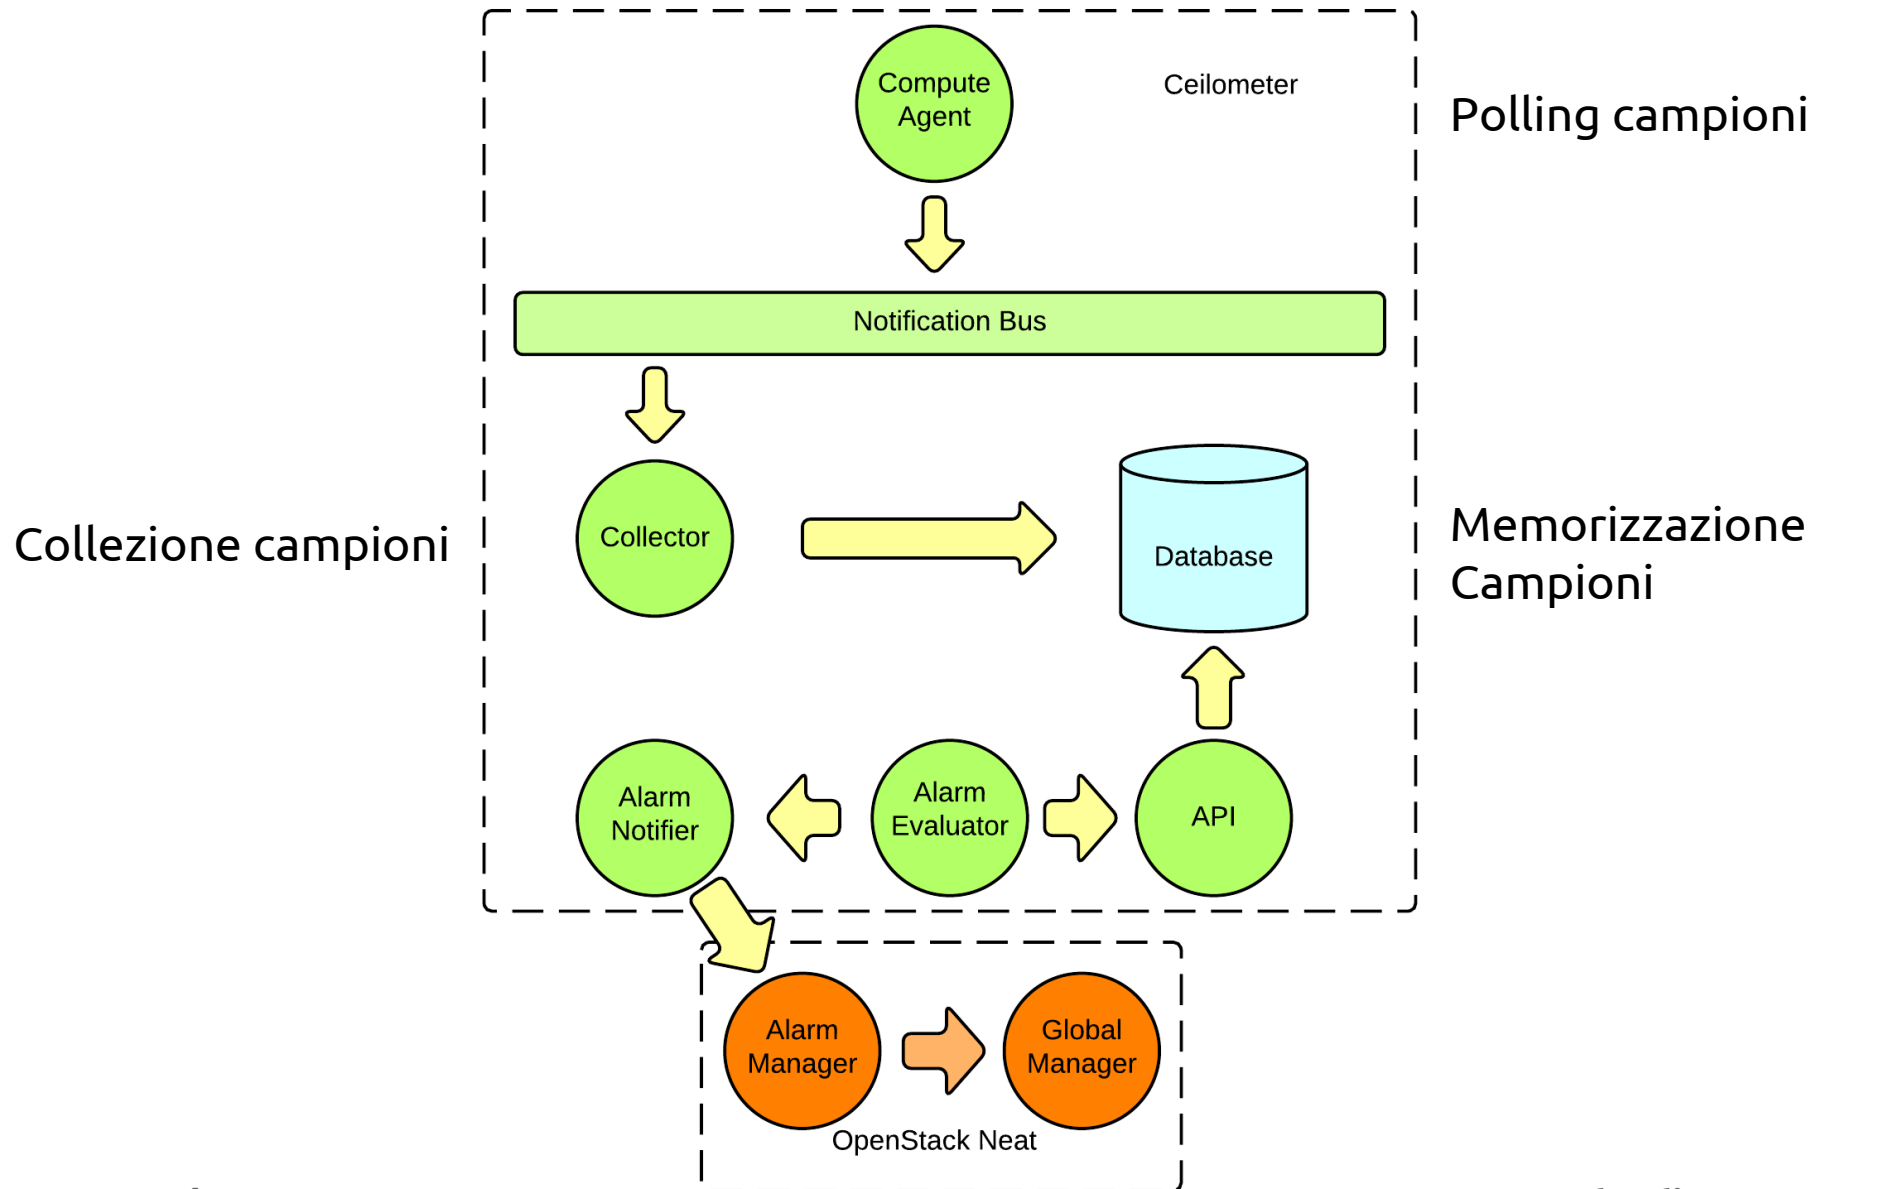 Compute
Agent
Ceilometer
Polling campioni
Notification Bus
Collezione campioni
Collector
Database
Memorizzazione
Campioni
Alarm
Notifier
Alarm
Evaluator
API
Alarm
Manager
Global
Manager
OpenStack Neat